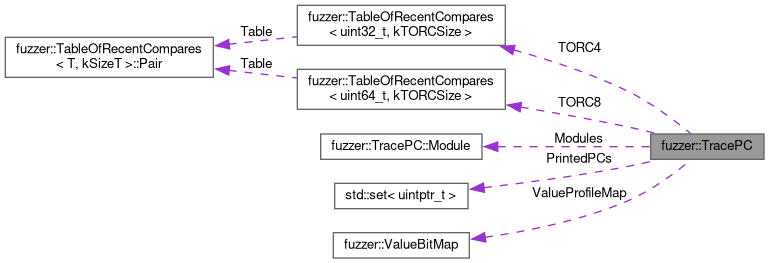 fuzzer::TableOfRecentCompares
< T, kSizeT >::Pair
Table
Table
fuzzer::TableOfRecentCompares
< uint32_t, kTORCSize >
fuzzer::TableOfRecentCompares
< uint64_t, kTORCSize >
fuzzer::TracePC::Module
std::set< uintptr_t >
fuzzer::ValueBitMap
TORC4
TORC8
Modules
PrintedPCs
ValueProfileMap
fuzzer::TracePC